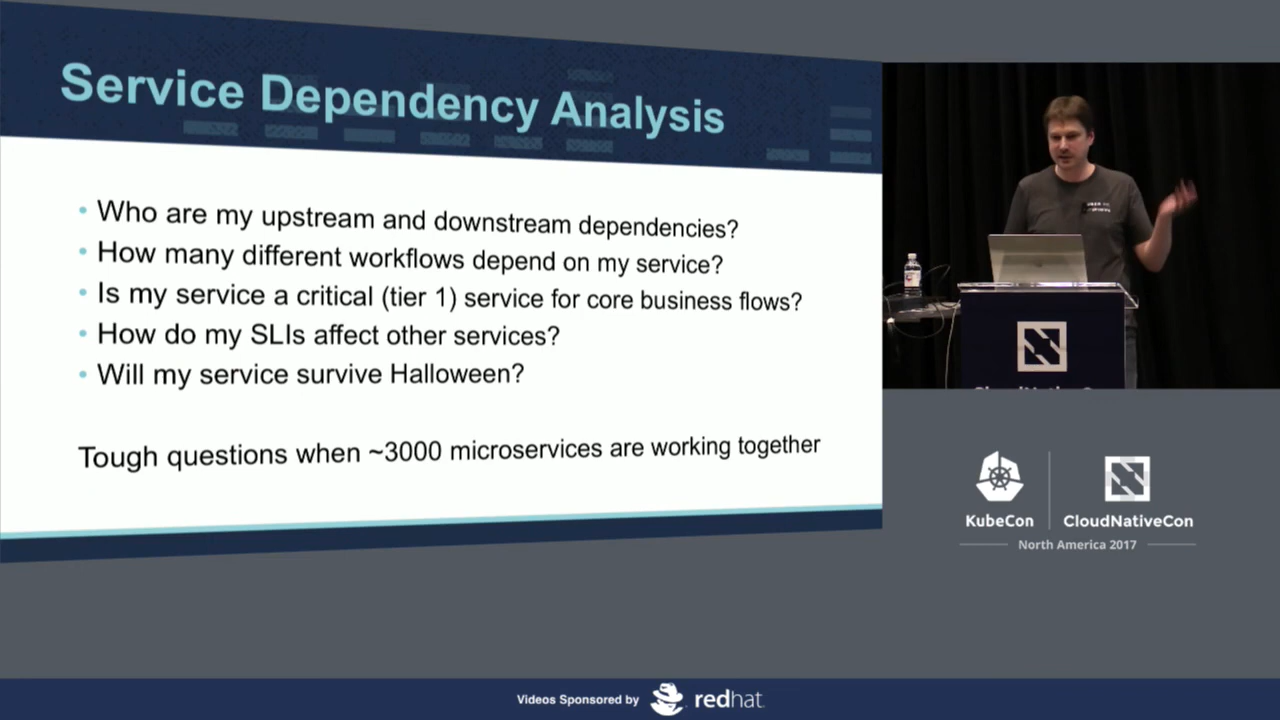 Service Dependency Analysis
• Who are my upstream and downstream dependencies?
• How many different workflows depend on my service?
• Is my service a critical (tier 1) service for core business flows?
• How do my SLIs affect other services?
• Will my service survive Halloween?
Tough questions when ~3000 microservices are working together
KubeCon
CloudNativeCon
North America 2017
Videos Sponsored by
redhat.